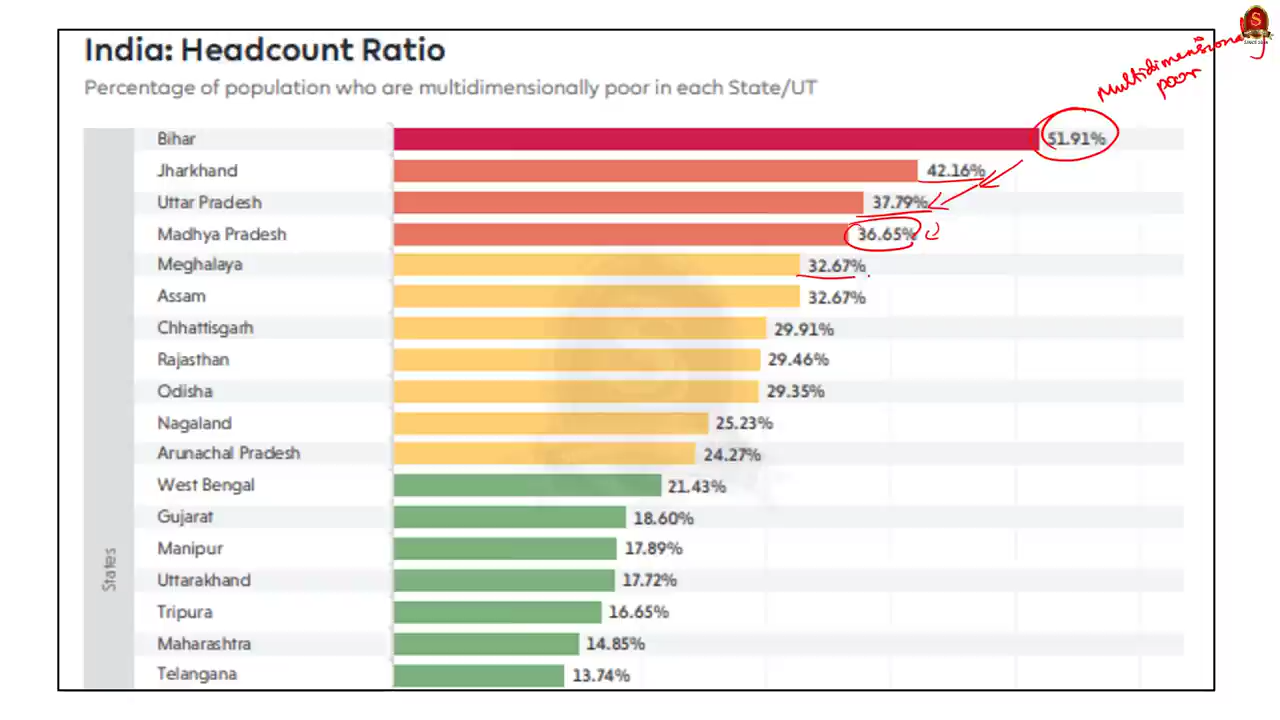 India: Headcount Ratio
Percentage of population who are multidimensionally poor in each State/UT
Multidimensionally
poor
S
SINCE 2004
States
Bihar 51.91%
Jharkhand 42.16%
Uttar Pradesh 37.79%
Madhya Pradesh 36.65%
Meghalaya 32.67%
Assam 32.67%
Chhattisgarh 29.91%
Rajasthan 29.46%
Odisha 29.35%
Nagaland 25.23%
Arunachal Pradesh 24.27%
West Bengal 21.43%
Gujarat 18.60%
Manipur 17.89%
Uttarakhand 17.72%
Tripura 16.65%
Maharashtra 14.85%
Telangana 13.74%